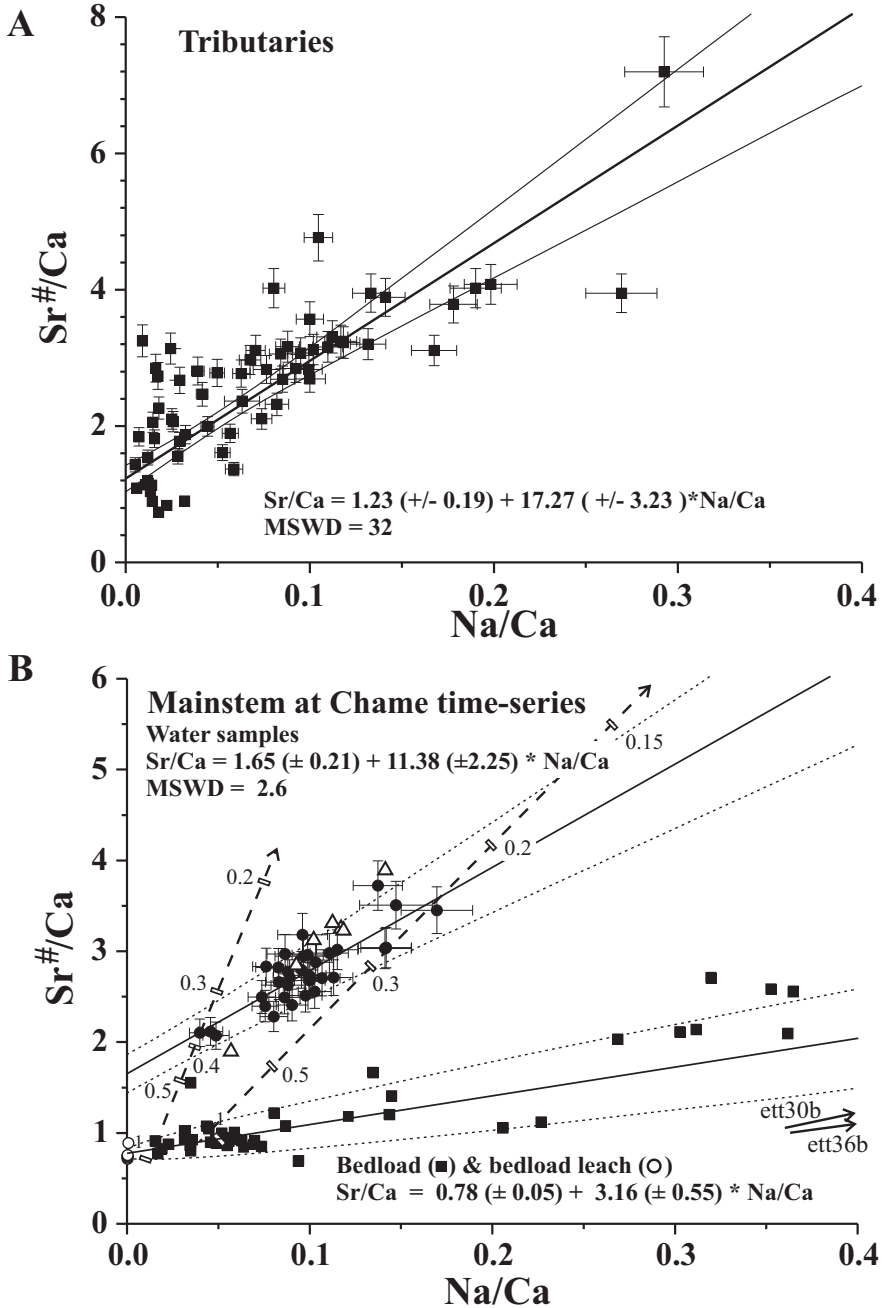 A
Tributaries
8
6
4
2
0
Sr#/Ca
Sr/Ca = 1.23 (+/- 0.19) + 17.27 ( +/- 3.23 )*Na/Ca
MSWD = 32
0.0 0.1 0.2 0.3 0.4
Na/Ca
B
Mainstem at Chame time-series
Water samples
Sr/Ca = 1.65 (± 0.21) + 11.38 (±2.25) * Na/Ca
MSWD = 2.6
6
5
4
3
2
1
0
Sr#/Ca
0.15
0.2
0.2
0.3
0.3
0.4
0.5
0.5
1
1
ett30b
ett36b
Bedload (■) & bedload leach (○)
Sr/Ca = 0.78 (± 0.05) + 3.16 (± 0.55) * Na/Ca
0.0 0.1 0.2 0.3 0.4
Na/Ca